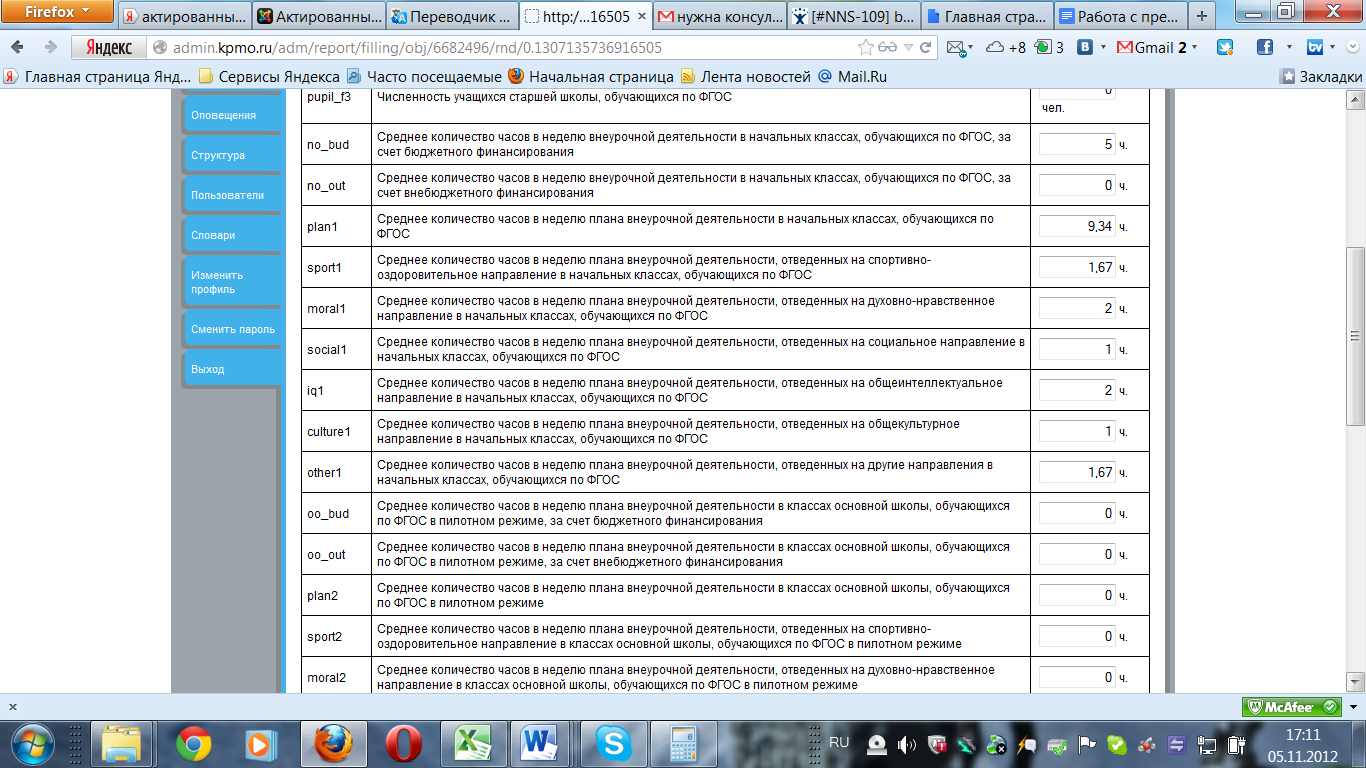 Firefox
актированны...
Актированны...
Переводчик ...
http:/...16505
нужна консул...
[#NNS-109] b...
Главная стра...
Работа с пре...
Яндекс
admin.kpmo.ru/adm/report/filling/obj/6682496/rnd/0.1307135736916505
+8
3
Gmail 2
Главная страница Янд...
Сервисы Яндекса
Часто посещаемые
Начальная страница
Лента новостей
Mail.Ru
Закладки
Оповещения
Структура
Пользователи
Словари
Изменить
профиль
Сменить пароль
Выход
pupil_f3 Численность учащихся старшей школы, обучающихся по ФГОС 0
чел.
no_bud Среднее количество часов в неделю внеурочной деятельности в начальных классах, обучающихся по ФГОС, за
счет бюджетного финансирования 5 ч.
no_out Среднее количество часов в неделю внеурочной деятельности в начальных классах, обучающихся по ФГОС, за
счет внебюджетного финансирования 0 ч.
plan1 Среднее количество часов в неделю плана внеурочной деятельности в начальных классах, обучающихся по
ФГОС 9,34 ч.
sport1 Среднее количество часов в неделю плана внеурочной деятельности, отведенных на спортивно-
оздоровительное направление в начальных классах, обучающихся по ФГОС 1,67 ч.
moral1 Среднее количество часов в неделю плана внеурочной деятельности, отведенных на духовно-нравственное
направление в начальных классах, обучающихся по ФГОС 2 ч.
social1 Среднее количество часов в неделю плана внеурочной деятельности, отведенных на социальное направление в
начальных классах, обучающихся по ФГОС 1 ч.
iq1 Среднее количество часов в неделю плана внеурочной деятельности, отведенных на общеинтеллектуальное
направление в начальных классах, обучающихся по ФГОС 2 ч.
culture1 Среднее количество часов в неделю плана внеурочной деятельности, отведенных на общекультурное
направление в начальных классах, обучающихся по ФГОС 1 ч.
other1 Среднее количество часов в неделю плана внеурочной деятельности, отведенных на другие направления в
начальных классах, обучающихся по ФГОС 1,67 ч.
oo_bud Среднее количество часов в неделю плана внеурочной деятельности в классах основной школы, обучающихся
по ФГОС в пилотном режиме, за счет бюджетного финансирования 0 ч.
oo_out Среднее количество часов в неделю плана внеурочной деятельности в классах основной школы, обучающихся
по ФГОС в пилотном режиме, за счет внебюджетного финансирования 0 ч.
plan2 Среднее количество часов в неделю плана внеурочной деятельности в классах основной школы, обучающихся
по ФГОС в пилотном режиме 0 ч.
sport2 Среднее количество часов в неделю плана внеурочной деятельности, отведенных на спортивно-
оздоровительное направление в классах основной школы, обучающихся по ФГОС в пилотном режиме 0 ч.
moral2 Среднее количество часов в неделю плана внеурочной деятельности, отведенных на духовно-нравственное
направление в классах основной школы, обучающихся по ФГОС в пилотном режиме 0 ч.
McAfee
RU
17:11
05.11.2012